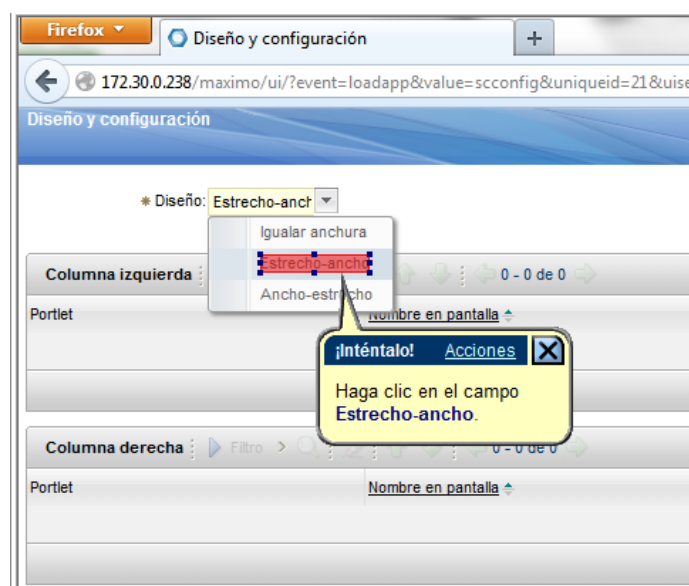 Firefox
Diseño y configuración
172.30.0.238/maximo/ui/?event=loadapp&value=scconfig&uniqueid=21&uise
Diseño y configuración
Diseño: Estrecho-anch
Igualar anchura
Estrecho-ancho
Ancho-estrecho
Columna izquierda
0 - 0 de 0
Portlet
Nombre en pantalla
¡Inténtalo! Acciones
Haga clic en el campo
Estrecho-ancho.
Columna derecha
Filtro
0 - 0 de 0
Portlet
Nombre en pantalla